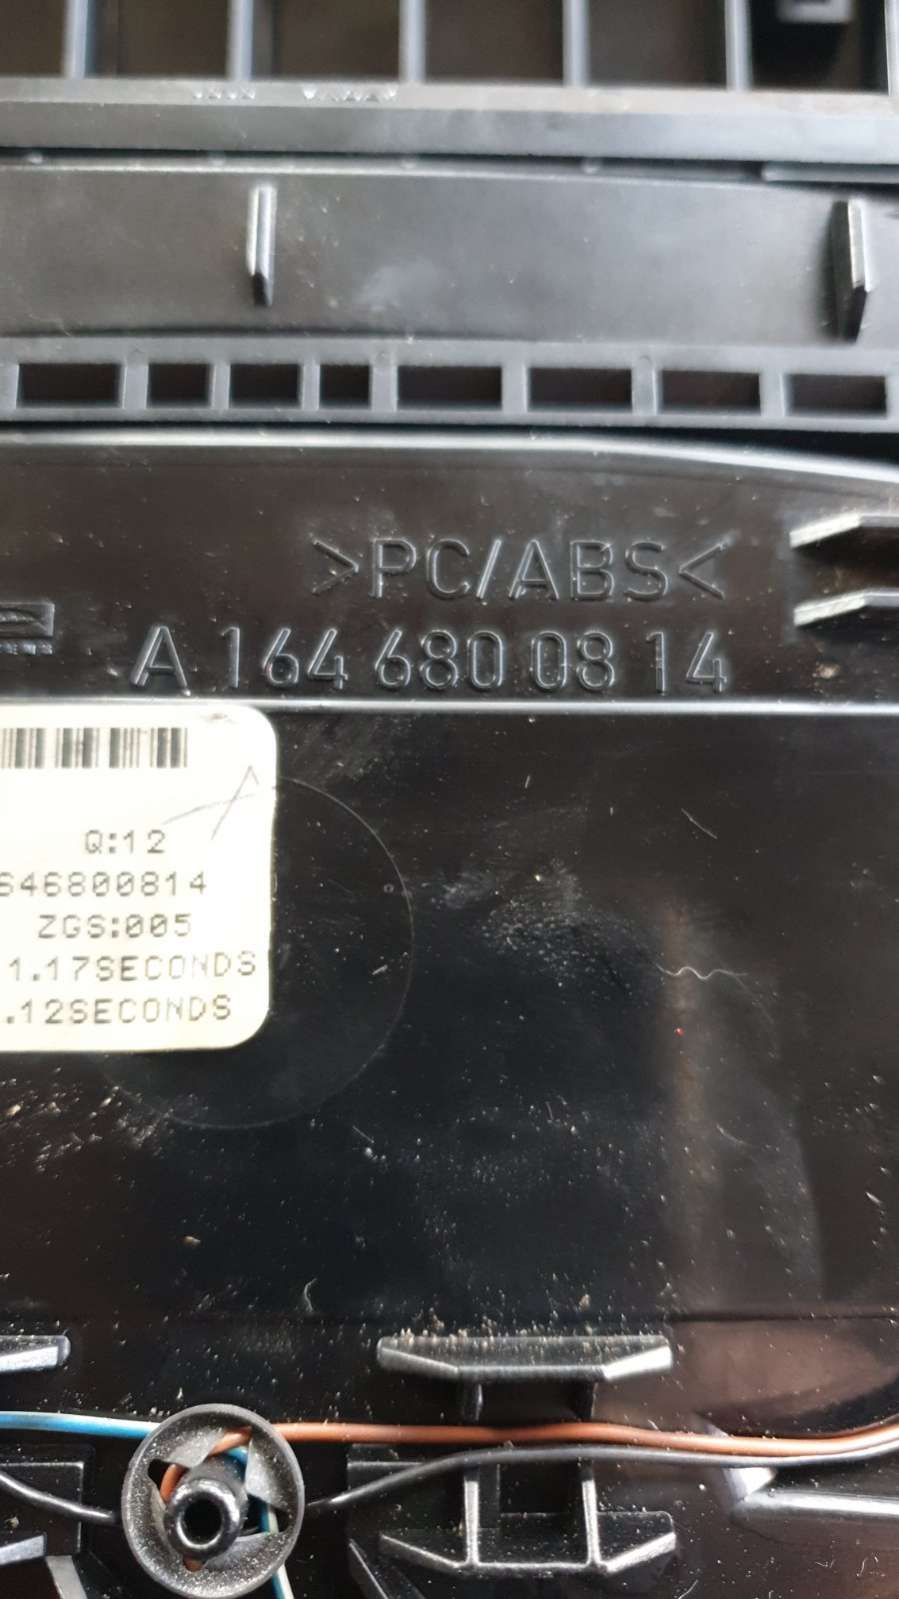 >PC/ABS<
A 164 680 08 14
Q:12
646800814
ZGS:005
1.17SECONDS
.12SECONDS